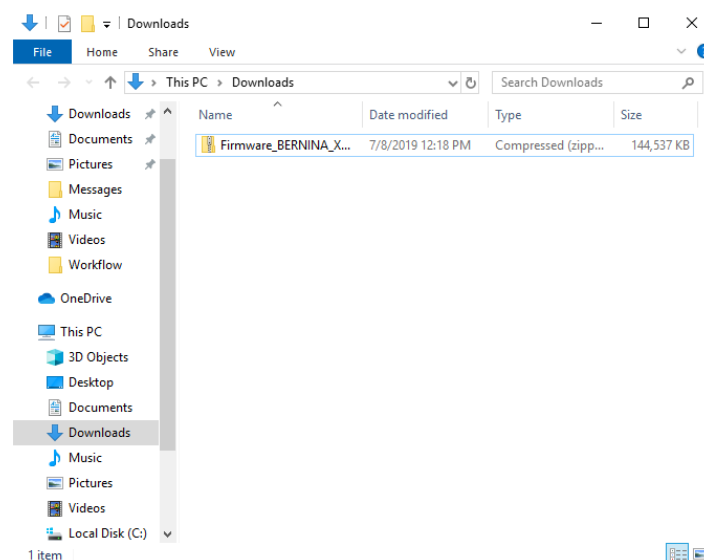 Downloads
File Home Share View
This PC > Downloads Search Downloads
Name Date modified Type Size
Firmware_BERNINA_X... 7/8/2019 12:18 PM Compressed (zipp... 144,537 KB
Downloads
Documents
Pictures
Messages
Music
Videos
Workflow
OneDrive
This PC
3D Objects
Desktop
Documents
Downloads
Music
Pictures
Videos
Local Disk (C:)
1 item